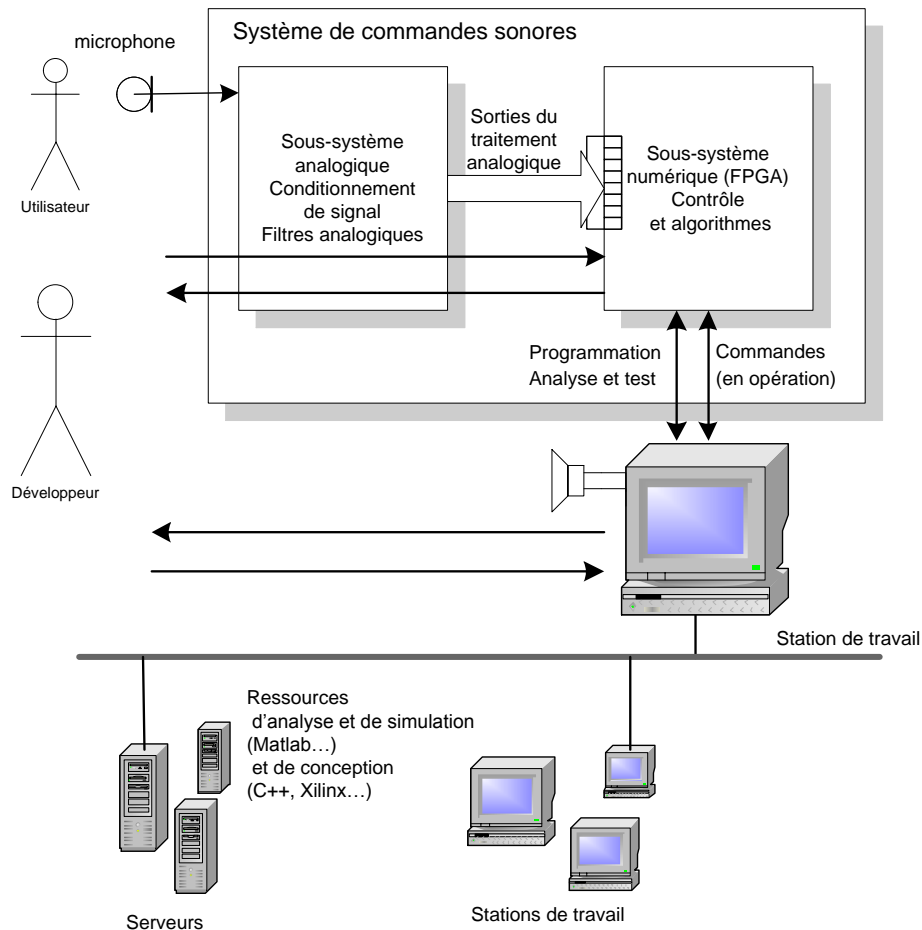 Système de commandes sonores
microphone
Utilisateur
Sous-système
analogique
Conditionnement
de signal
Filtres analogiques
Sorties du
traitement
analogique
Sous-système
numérique (FPGA)
Contrôle
et algorithmes
Développeur
Programmation
Analyse et test
Commandes
(en opération)
Station de travail
Ressources
d’analyse et de simulation
(Matlab…)
et de conception
(C++, Xilinx…)
Serveurs
Stations de travail